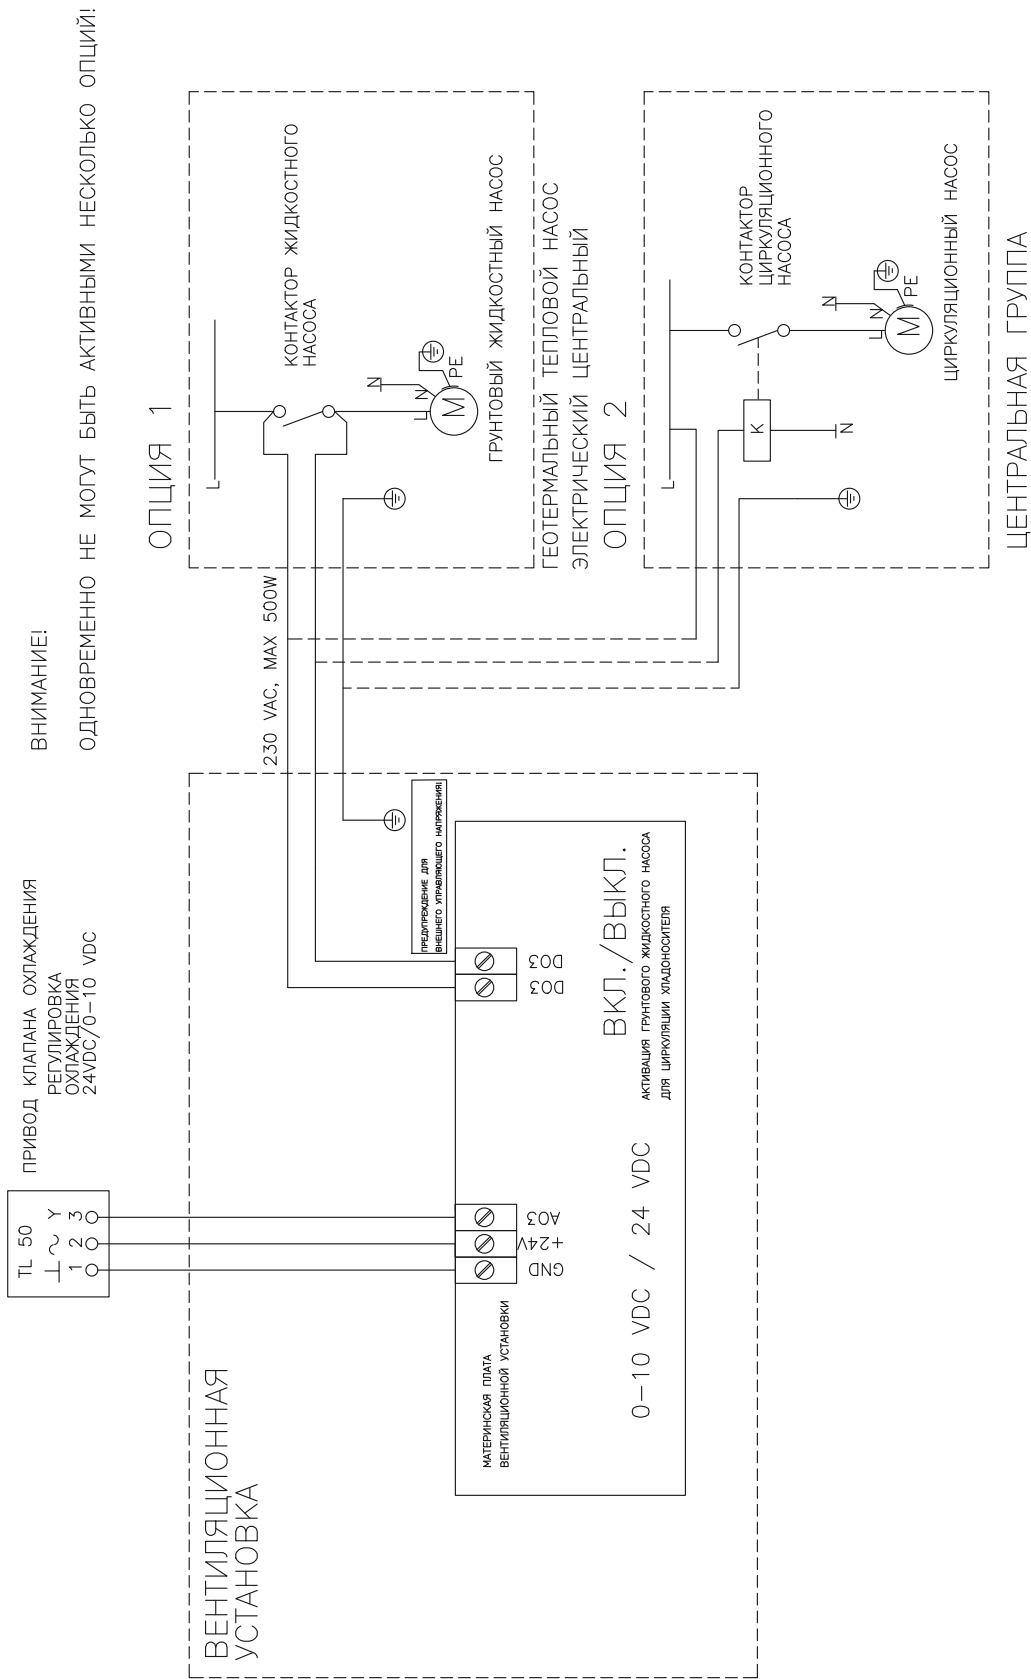 ВНИМАНИЕ!
ОДНОВРЕМЕННО НЕ МОГУТ БЫТЬ АКТИВНЫМИ НЕСКОЛЬКО ОПЦИЙ!
TL 50
⊥ ~ Y
1 2 3
ПРИВОД КЛАПАНА ОХЛАЖДЕНИЯ
РЕГУЛИРОВКА
ОХЛАЖДЕНИЯ
24VDC/0-10 VDC
ВЕНТИЛЯЦИОННАЯ
УСТАНОВКА
МАТЕРИНСКАЯ ПЛАТА
ВЕНТИЛЯЦИОННОЙ УСТАНОВКИ
GND
+24V
AO3
0-10 VDC / 24 VDC
DO3
DO3
ВКЛ./ВЫКЛ.
АКТИВАЦИЯ ГРУНТОВОГО ЖИДКОСТНОГО НАСОСА
ДЛЯ ЦИРКУЛЯЦИИ ХЛАДОНОСИТЕЛЯ
ПРЕДУПРЕЖДЕНИЕ ДЛЯ
ВНЕШНЕГО УПРАВЛЯЮЩЕГО НАПРЯЖЕНИЯ!
230 VAC, MAX 500W
ОПЦИЯ 1
L
КОНТАКТОР ЖИДКОСТНОГО
НАСОСА
N
L N
PE
M
ГРУНТОВЫЙ ЖИДКОСТНЫЙ НАСОС
ГЕОТЕРМАЛЬНЫЙ ТЕПЛОВОЙ НАСОС
ЭЛЕКТРИЧЕСКИЙ ЦЕНТРАЛЬНЫЙ
ОПЦИЯ 2
L
КОНТАКТОР
ЦИРКУЛЯЦИОННОГО
НАСОСА
K
N
N
L N
PE
M
ЦИРКУЛЯЦИОННЫЙ НАСОС
ЦЕНТРАЛЬНАЯ ГРУППА